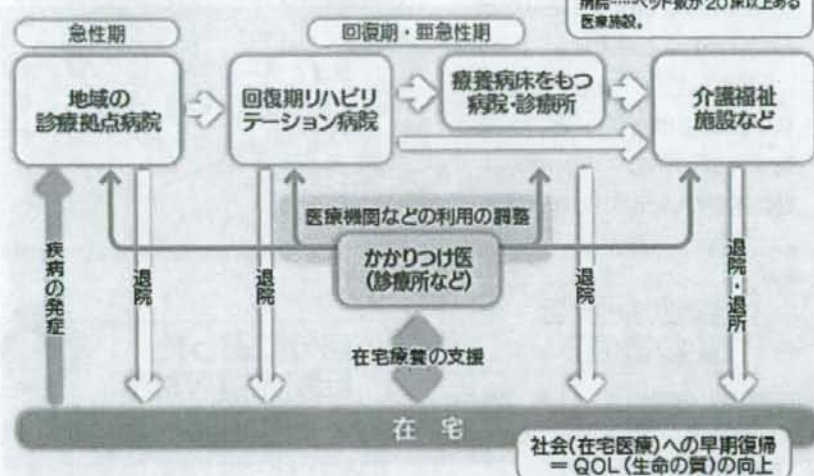 病院……ベッド数が20床以上ある
医療施設。
急性期
回復期・亜急性期
地域の
診療拠点病院
回復期リハビリ
テーション病院
療養病床をもつ
病院・診療所
介護福祉
施設など
医療機関などの利用の調整
かかりつけ医
(診療所など)
疾病の発症
退院
退院
退院
退院・退所
在宅療養の支援
在 宅
社会(在宅医療)への早期復帰
=QOL(生命の質)の向上